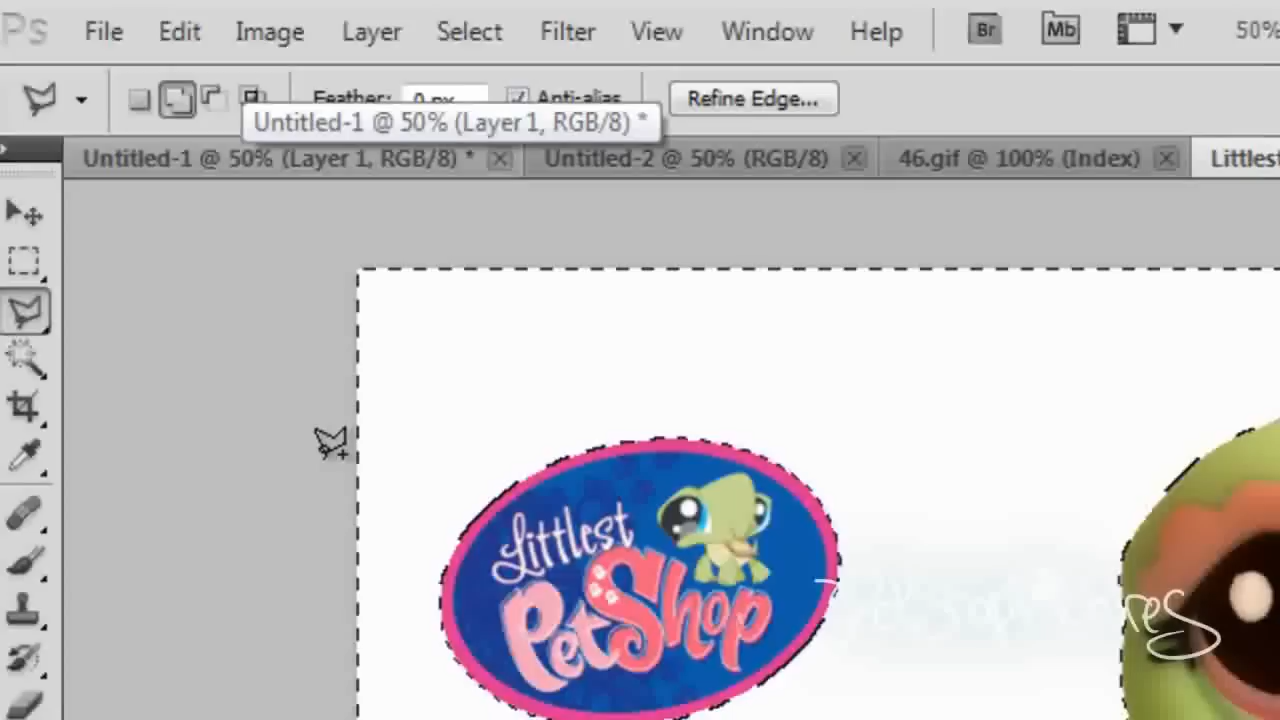 Ps File Edit Image Layer Select Filter View Window Help Br Mb 50%
Feather: 0 px Anti-alias Refine Edge...
Untitled-1 @ 50% (Layer 1, RGB/8) *
Untitled-1 @ 50% (Layer 1, RGB/8) * Untitled-2 @ 50% (RGB/8) 46.gif @ 100% (Index) Littlest
Littlest
PetShop